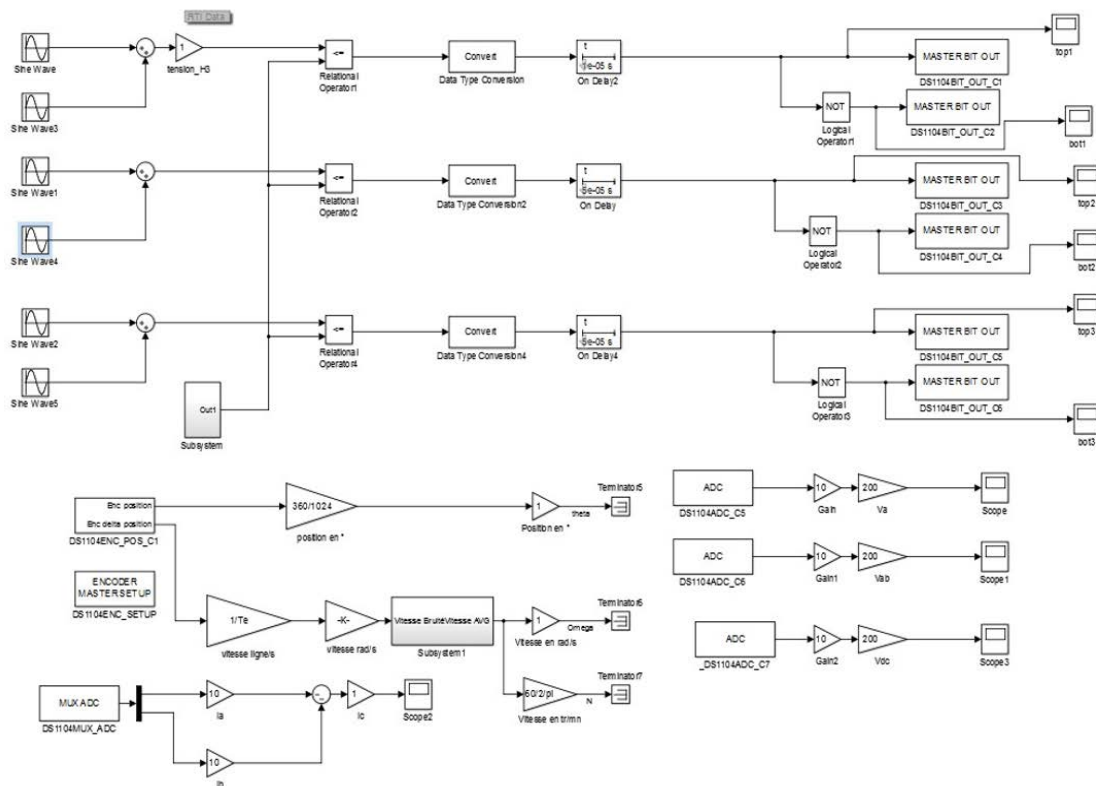 RTI Data
Sine Wave
1
tension_H3
<=
Relational
Operator1
Convert
Data Type Conversion
t
On Delay2
top1
MASTER BIT OUT
DS1104BIT_OUT_C1
Sine Wave3
NOT
Logical
Operator1
MASTER BIT OUT
DS1104BIT_OUT_C2
bot1
Sine Wave1
<=
Relational
Operator2
Convert
Data Type Conversion2
t
5e-05 s
On Delay
MASTER BIT OUT
DS1104BIT_OUT_C3
top2
Sine Wave4
NOT
Logical
Operator2
MASTER BIT OUT
DS1104BIT_OUT_C4
bot2
Sine Wave2
<=
Relational
Operator4
Convert
Data Type Conversion4
t
5e-05 s
On Delay4
top3
MASTER BIT OUT
DS1104BIT_OUT_C5
Sine Wave5
Out1
Subsystem
NOT
Logical
Operator3
MASTER BIT OUT
DS1104BIT_OUT_C6
bot3
Enc position
Enc delta position
DS1104ENC_POS_C1
360/1024
position en °
1
Position en °
theta
Terminator5
ADC
DS1104ADC_C5
10
Gain
200
Va
Scope
ENCODER
MASTER SETUP
DS1104ENC_SETUP
ADC
DS1104ADC_C6
10
Gain1
200
Vab
Scope1
1/Te
vitesse ligne/s
-K-
vitesse rad/s
Vitesse Bruité
Vitesse AVG
Subsystem1
1
Vitesse en rad/s
Omega
Terminator6
ADC
_DS1104ADC_C7
10
Gain2
200
Vdc
Scope3
60/2/pi
Vitesse en tr/mn
N
Terminator7
MUX ADC
DS1104MUX_ADC
10
Ia
1
Ic
Scope2
10
Ib